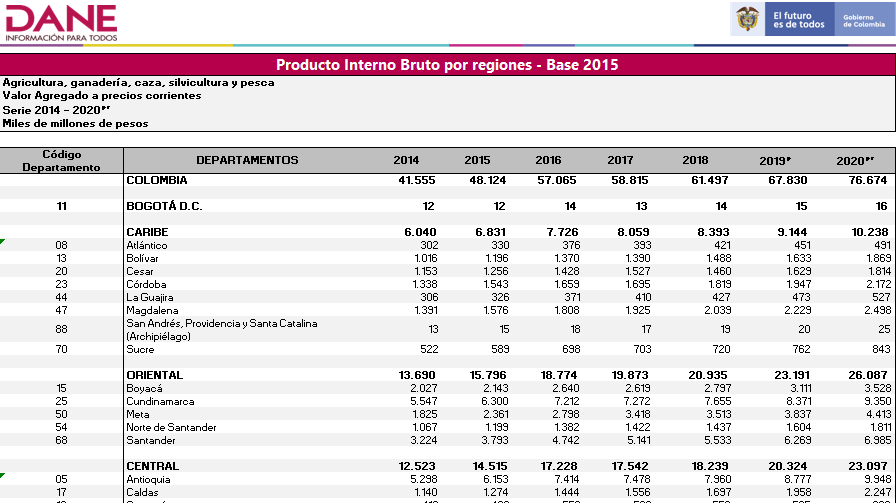 DANE
INFORMACIÓN PARA TODOS
El futuro es de todos
Gobierno de Colombia
Producto Interno Bruto por regiones - Base 2015
Agricultura, ganadería, caza, silvicultura y pesca
Valor Agregado a precios corrientes
Serie 2014 - 2020ᵖʳ
Miles de millones de pesos
Código Departamento DEPARTAMENTOS 2014 2015 2016 2017 2018 2019ᵖ 2020ᵖʳ
COLOMBIA 41.555 48.124 57.065 58.815 61.497 67.830 76.674
11 BOGOTÁ D.C. 12 12 14 13 14 15 16
CARIBE 6.040 6.831 7.726 8.059 8.393 9.144 10.238
08 Atlántico 302 330 376 393 421 451 491
13 Bolívar 1.016 1.196 1.370 1.390 1.488 1.633 1.869
20 Cesar 1.153 1.256 1.428 1.527 1.460 1.629 1.814
23 Córdoba 1.338 1.543 1.659 1.695 1.819 1.947 2.172
44 La Guajira 306 326 371 410 427 473 527
47 Magdalena 1.391 1.576 1.808 1.925 2.039 2.229 2.498
88 San Andrés, Providencia y Santa Catalina (Archipiélago) 13 15 18 17 19 20 25
70 Sucre 522 589 698 703 720 762 843
ORIENTAL 13.690 15.796 18.774 19.873 20.935 23.191 26.087
15 Boyacá 2.027 2.143 2.640 2.619 2.797 3.111 3.528
25 Cundinamarca 5.547 6.300 7.212 7.272 7.655 8.371 9.350
50 Meta 1.825 2.361 2.798 3.418 3.513 3.837 4.413
54 Norte de Santander 1.067 1.199 1.382 1.422 1.437 1.604 1.811
68 Santander 3.224 3.793 4.742 5.141 5.533 6.269 6.985
CENTRAL 12.523 14.515 17.228 17.542 18.239 20.324 23.097
05 Antioquia 5.298 6.153 7.414 7.478 7.960 8.777 9.948
17 Caldas 1.140 1.274 1.444 1.556 1.697 1.958 2.247